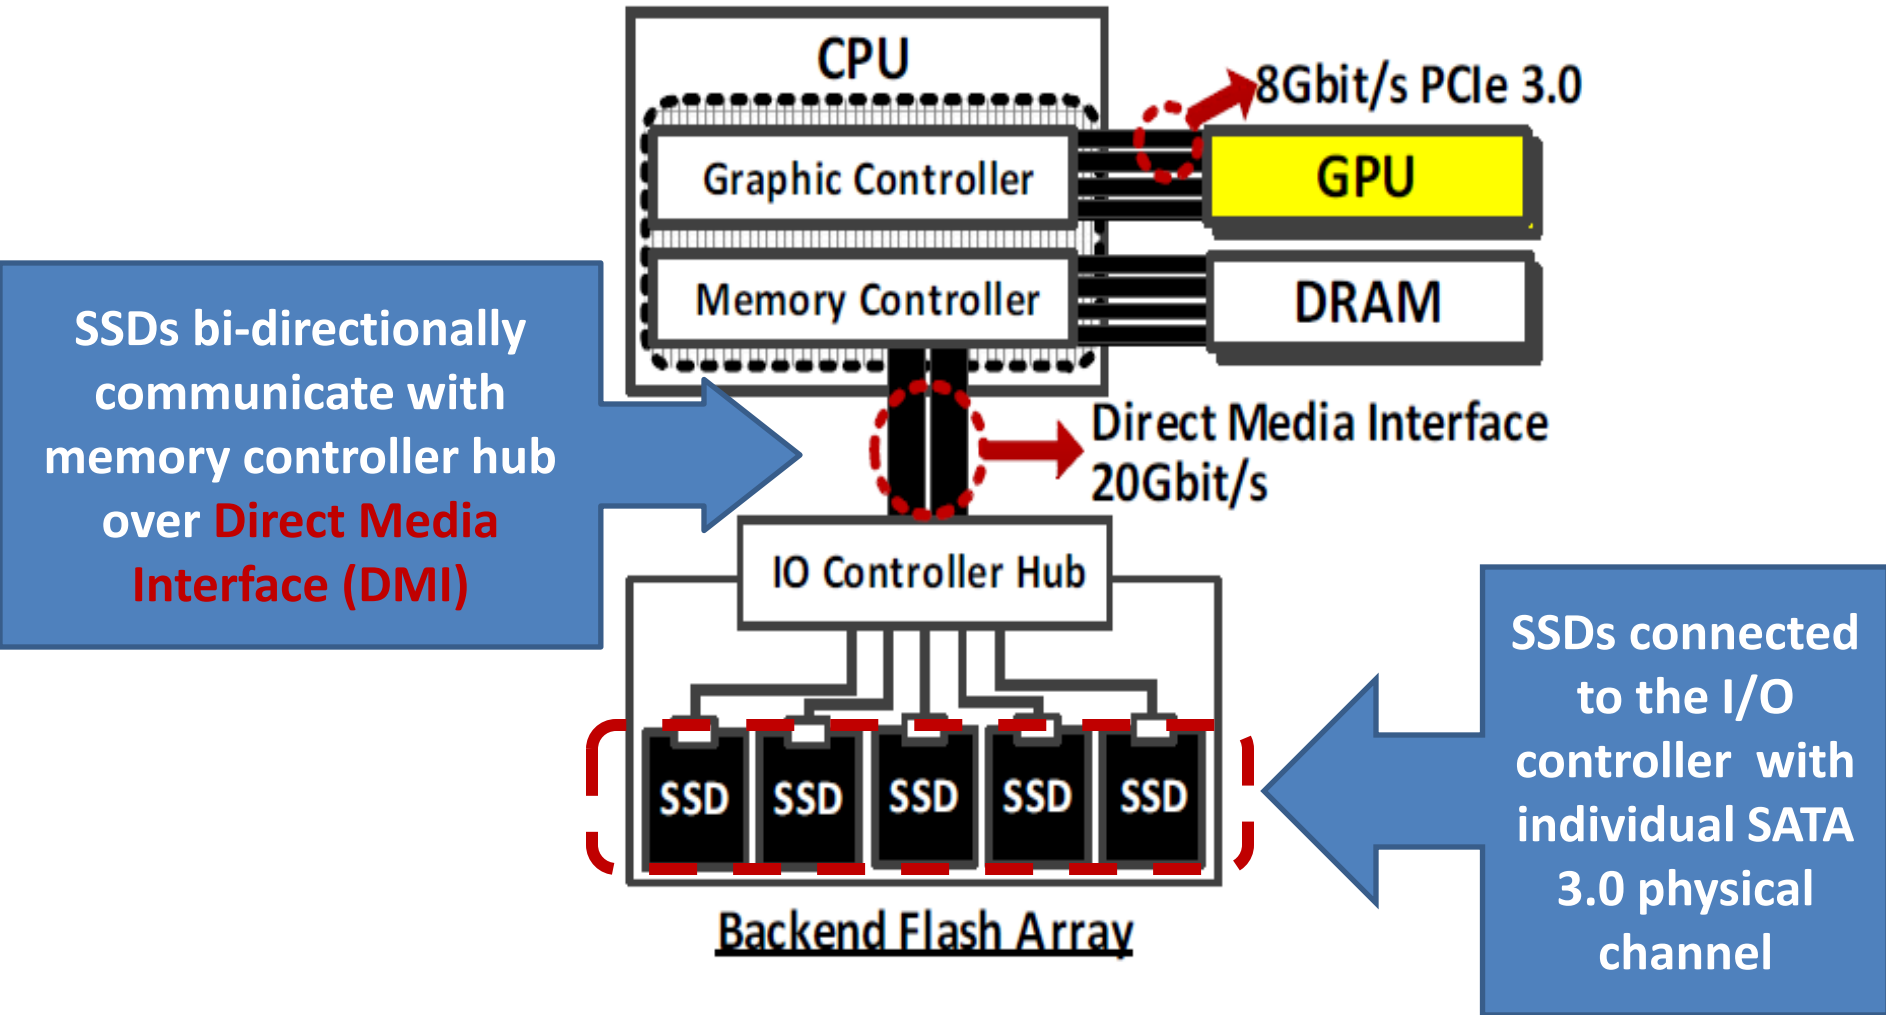 CPU
8Gbit/s PCIe 3.0
Graphic Controller
GPU
Memory Controller
DRAM
SSDs bi-directionally
communicate with
memory controller hub
over Direct Media
Interface (DMI)
Direct Media Interface
20Gbit/s
IO Controller Hub
SSD SSD SSD SSD SSD
SSDs connected
to the I/O
controller with
individual SATA
3.0 physical
channel
Backend Flash Array